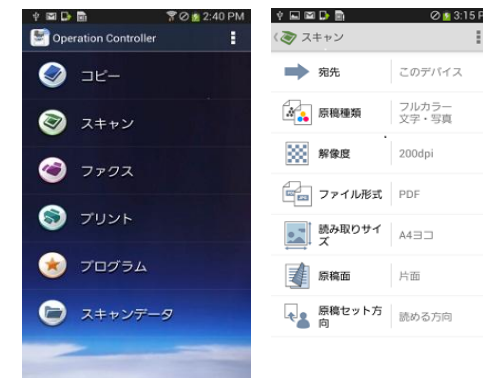 2:40 PM
Operation Controller
コピー
スキャン
ファクス
プリント
プログラム
スキャンデータ
3:15 P
スキャン
宛先
このデバイス
原稿種類
フルカラー
文字・写真
解像度
200dpi
ファイル形式
PDF
読み取りサイ
ズ
A4ヨコ
原稿面
片面
原稿セット方
向
読める方向